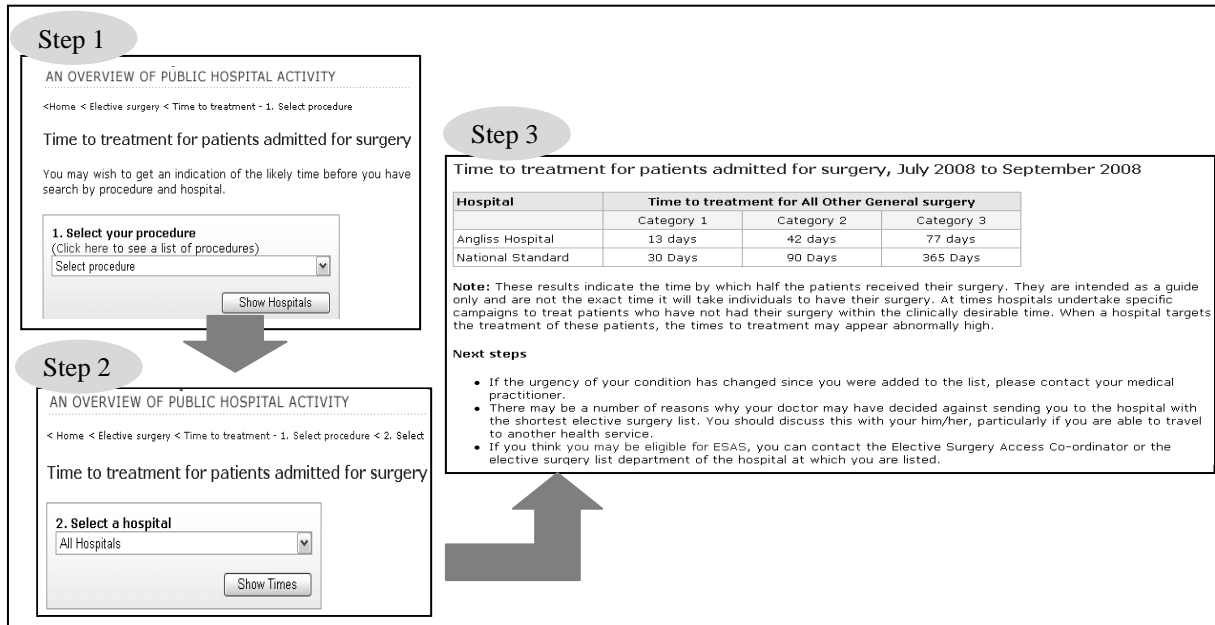 Step 1
AN OVERVIEW OF PUBLIC HOSPITAL ACTIVITY
<Home < Elective surgery < Time to treatment - 1. Select procedure
Time to treatment for patients admitted for surgery
You may wish to get an indication of the likely time before you have
search by procedure and hospital.
1. Select your procedure
(Click here to see a list of procedures)
Select procedure
Show Hospitals
Step 2
AN OVERVIEW OF PUBLIC HOSPITAL ACTIVITY
< Home < Elective surgery < Time to treatment - 1. Select procedure < 2. Select
Time to treatment for patients admitted for surgery
2. Select a hospital
All Hospitals
Show Times
Step 3
Time to treatment for patients admitted for surgery, July 2008 to September 2008
Hospital Time to treatment for All Other General surgery
Category 1 Category 2 Category 3
Angliss Hospital 13 days 42 days 77 days
National Standard 30 Days 90 Days 365 Days
Note: These results indicate the time by which half the patients received their surgery. They are intended as a guide
only and are not the exact time it will take individuals to have their surgery. At times hospitals undertake specific
campaigns to treat patients who have not had their surgery within the clinically desirable time. When a hospital targets
the treatment of these patients, the times to treatment may appear abnormally high.
Next steps
• If the urgency of your condition has changed since you were added to the list, please contact your medical
practitioner.
• There may be a number of reasons why your doctor may have decided against sending you to the hospital with
the shortest elective surgery list. You should discuss this with your him/her, particularly if you are able to travel
to another health service.
• If you think you may be eligible for ESAS, you can contact the Elective Surgery Access Co-ordinator or the
elective surgery list department of the hospital at which you are listed.